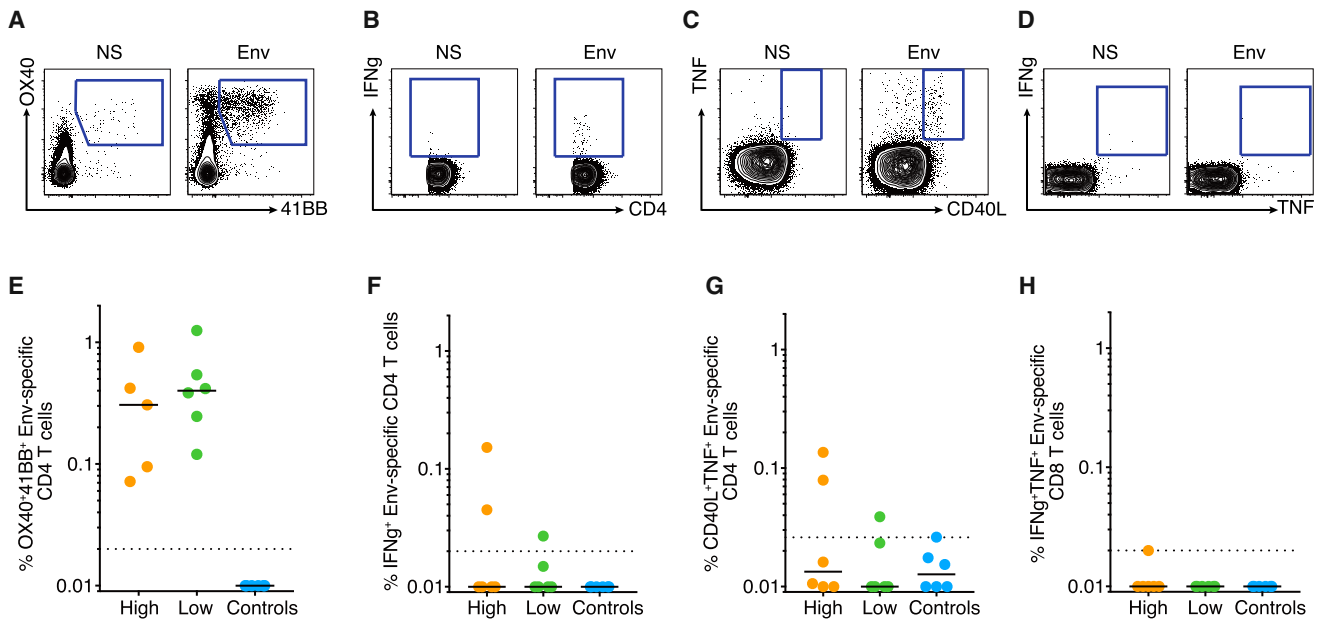 A
NS
Env
OX40
41BB
B
NS
Env
IFNg
CD4
C
NS
Env
TNF
CD40L
D
NS
Env
IFNg
TNF
E
% OX40⁺41BB⁺ Env-specific
CD4 T cells
1
0.1
0.01
High
Low
Controls
F
% IFNg⁺ Env-specific CD4 T cells
1
0.1
0.01
High
Low
Controls
G
% CD40L⁺TNF⁺ Env-specific
CD4 T cells
1
0.1
0.01
High
Low
Controls
H
% IFNg⁺TNF⁺ Env-specific
CD8 T cells
1
0.1
0.01
High
Low
Controls